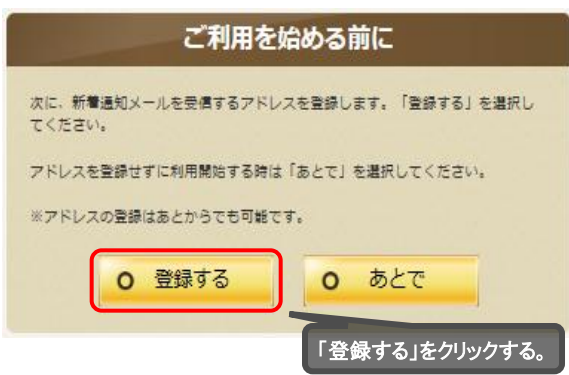 ご利用を始める前に
次に、新着通知メールを受信するアドレスを登録します。「登録する」を選択し
てください。
アドレスを登録せずに利用開始する時は「あとで」を選択してください。
※アドレスの登録はあとからでも可能です。
登録する
あとで
「登録する」をクリックする。